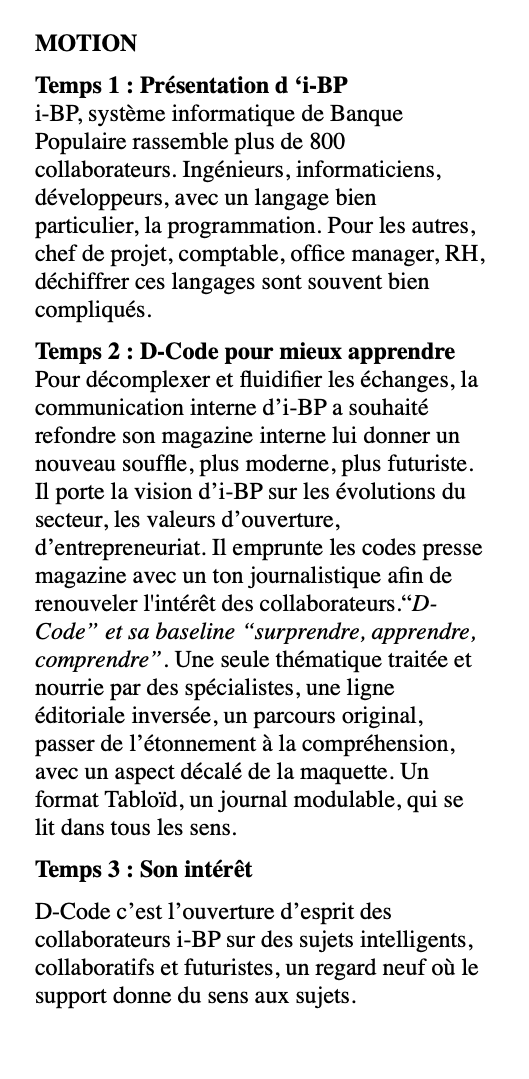 MOTION
Temps 1 : Présentation d ‘i-BP
i-BP, système informatique de Banque
Populaire rassemble plus de 800
collaborateurs. Ingénieurs, informaticiens,
développeurs, avec un langage bien
particulier, la programmation. Pour les autres,
chef de projet, comptable, office manager, RH,
déchiffrer ces langages sont souvent bien
compliqués.
Temps 2 : D-Code pour mieux apprendre
Pour décomplexer et fluidifier les échanges, la
communication interne d’i-BP a souhaité
refondre son magazine interne lui donner un
nouveau souffle, plus moderne, plus futuriste.
Il porte la vision d’i-BP sur les évolutions du
secteur, les valeurs d’ouverture,
d’entrepreneuriat. Il emprunte les codes presse
magazine avec un ton journalistique afin de
renouveler l'intérêt des collaborateurs.“D-
Code” et sa baseline “surprendre, apprendre,
comprendre”. Une seule thématique traitée et
nourrie par des spécialistes, une ligne
éditoriale inversée, un parcours original,
passer de l’étonnement à la compréhension,
avec un aspect décalé de la maquette. Un
format Tabloïd, un journal modulable, qui se
lit dans tous les sens.
Temps 3 : Son intérêt
D-Code c’est l’ouverture d’esprit des
collaborateurs i-BP sur des sujets intelligents,
collaboratifs et futuristes, un regard neuf où le
support donne du sens aux sujets.